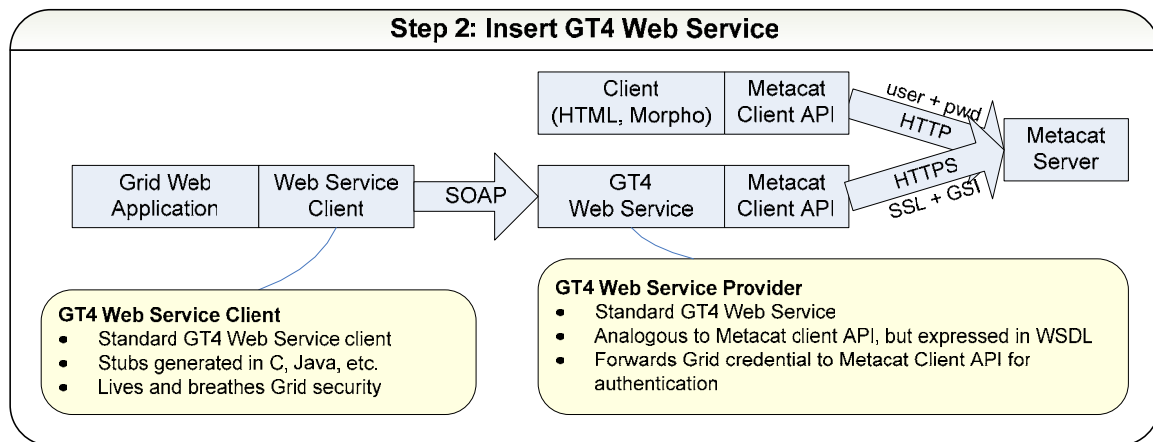 Step 2: Insert GT4 Web Service
Client
(HTML, Morpho)
Metacat
Client API
user + pwd
HTTP
Metacat
Server
Grid Web
Application
Web Service
Client
SOAP
GT4
Web Service
Metacat
Client API
HTTPS
SSL + GSI
GT4 Web Service Client
• Standard GT4 Web Service client
• Stubs generated in C, Java, etc.
• Lives and breathes Grid security
GT4 Web Service Provider
• Standard GT4 Web Service
• Analogous to Metacat client API, but expressed in WSDL
• Forwards Grid credential to Metacat Client API for
authentication